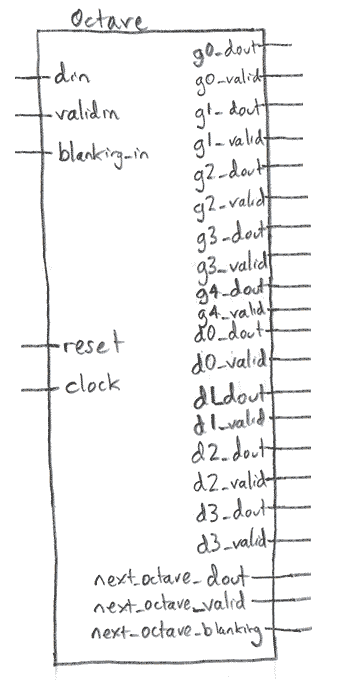 Octave
din
validin
blanking_in
reset
clock
g0_dout
g0_valid
g1_dout
g1_valid
g2_dout
g2_valid
g3_dout
g3_valid
g4_dout
g4_valid
d0_dout
d0_valid
d1_dout
d1_valid
d2_dout
d2_valid
d3_dout
d3_valid
next_octave_dout
next_octave_valid
next_octave_blanking